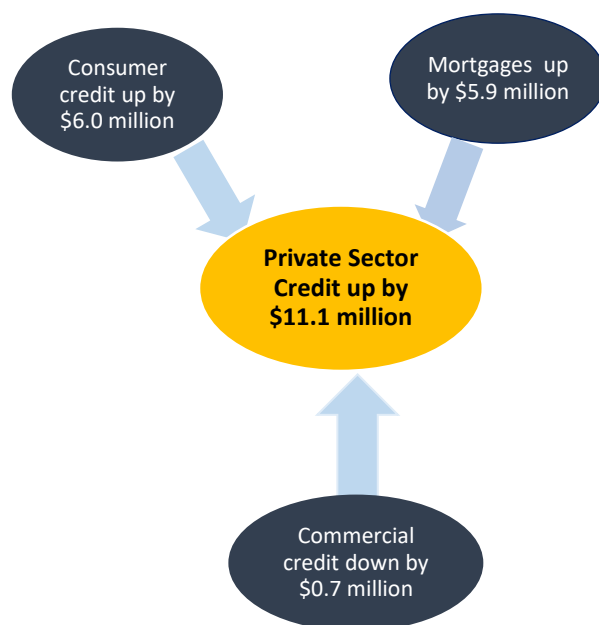 Consumer
credit up by
$6.0 million
Mortgages up
by $5.9 million
Private Sector
Credit up by
$11.1 million
Commercial
credit down by
$0.7 million